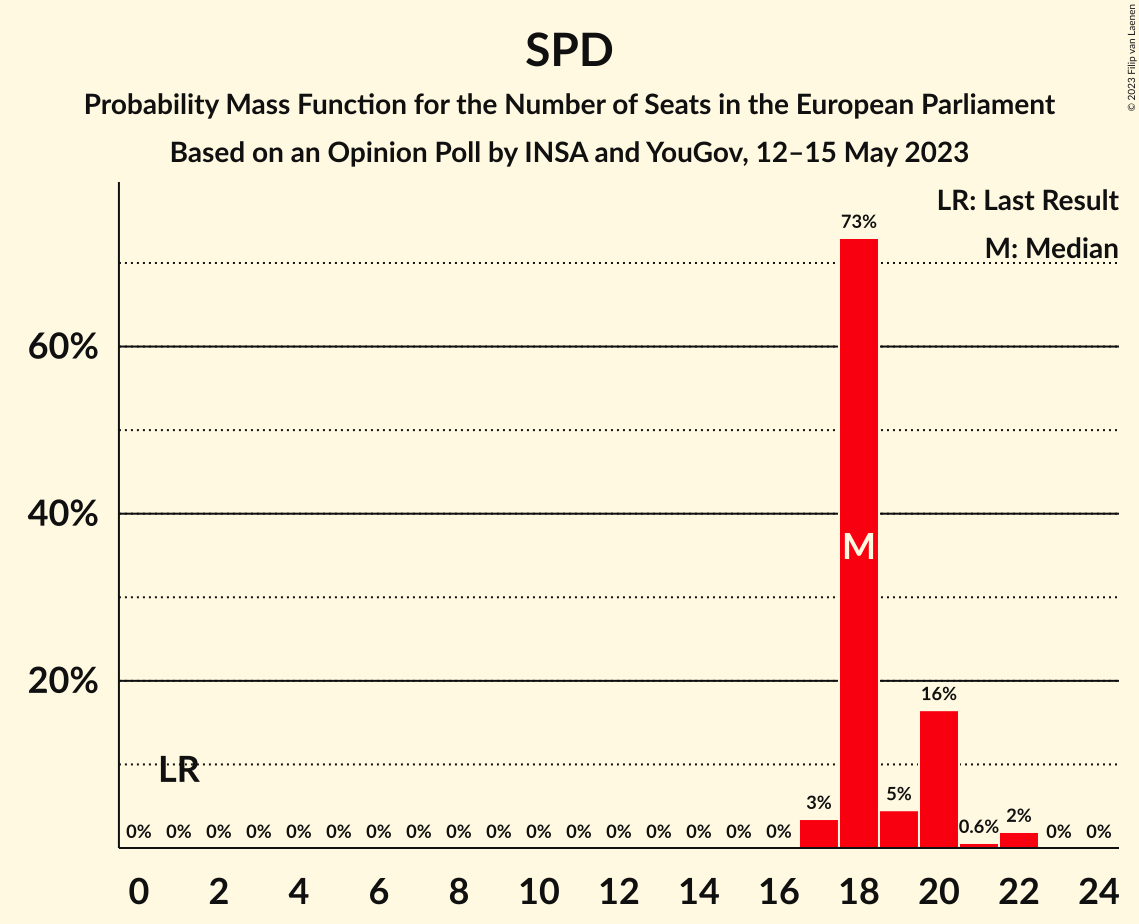 SPD
Probability Mass Function for the Number of Seats in the European Parliament
Based on an Opinion Poll by INSA and YouGov, 12–15 May 2023
© 2023 Filip van Laenen
LR: Last Result
M: Median
73%
60%
40%
M
20%
16%
LR
5%
3%
2%
0.6%
0% 0% 0% 0% 0% 0% 0% 0% 0% 0% 0% 0% 0% 0% 0% 0% 0% 0% 0%
0 2 4 6 8 10 12 14 16 18 20 22 24